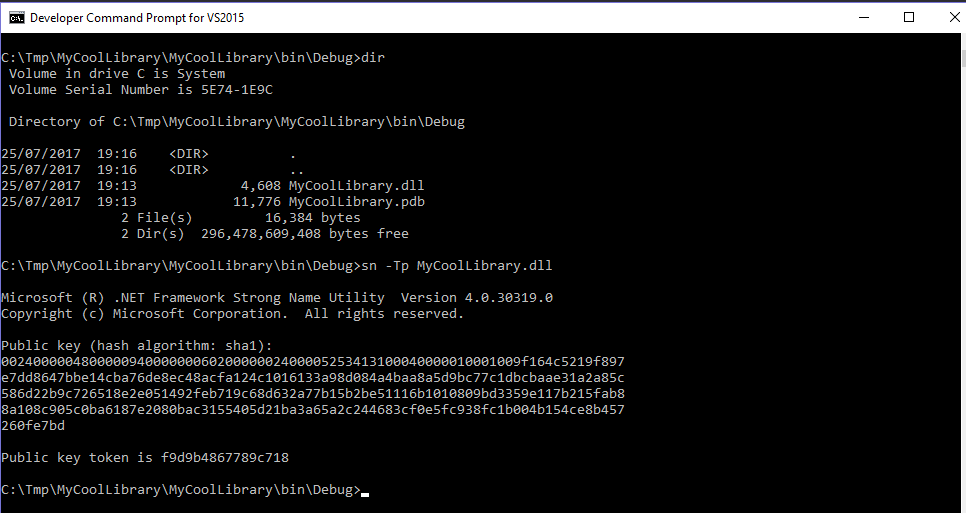 Developer Command Prompt for VS2015
C:\Tmp\MyCoolLibrary\MyCoolLibrary\bin\Debug>dir
Volume in drive C is System
Volume Serial Number is 5E74-1E9C
Directory of C:\Tmp\MyCoolLibrary\MyCoolLibrary\bin\Debug
25/07/2017  19:16    <DIR>          .
25/07/2017  19:16    <DIR>          ..
25/07/2017  19:13             4,608 MyCoolLibrary.dll
25/07/2017  19:13            11,776 MyCoolLibrary.pdb
2 File(s)         16,384 bytes
2 Dir(s)  296,478,609,408 bytes free
C:\Tmp\MyCoolLibrary\MyCoolLibrary\bin\Debug>sn -Tp MyCoolLibrary.dll
Microsoft (R) .NET Framework Strong Name Utility  Version 4.0.30319.0
Copyright (c) Microsoft Corporation.  All rights reserved.
Public key (hash algorithm: sha1):
00240000048000009400000006020000002400005253413100040000010001009f164c5219f897
e7dd8647bbe14cba76de8ec48acfa124c1016133a98d084a4baa8a5d9bc77c1dbcbaae31a2a85c
586d22b9c726518e2e051492feb719c68d632a77b15b2be51116b1010809bd3359e117b215fab8
8a108c905c0ba6187e2080bac3155405d21ba3a65a2c244683cf0e5fc938fc1b004b154ce8b457
260fe7bd
Public key token is f9d9b4867789c718
C:\Tmp\MyCoolLibrary\MyCoolLibrary\bin\Debug>